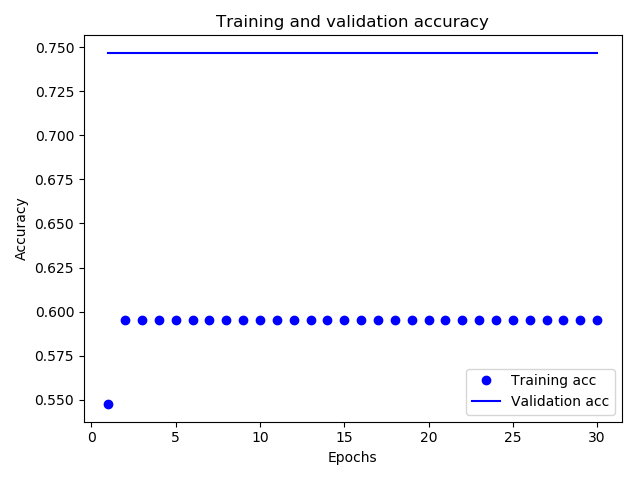 Training and validation accuracy
0.750
0.725
0.700
0.675
0.650
0.625
0.600
0.575
0.550
Accuracy
Training acc
Validation acc
0 5 10 15 20 25 30
Epochs